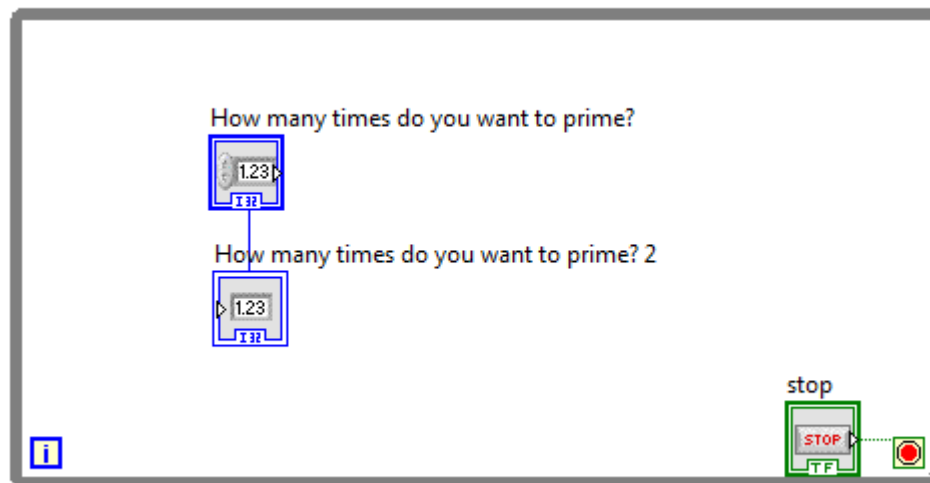 How many times do you want to prime?
1.23
I32
How many times do you want to prime? 2
1.23
I32
stop
STOP
TF
i